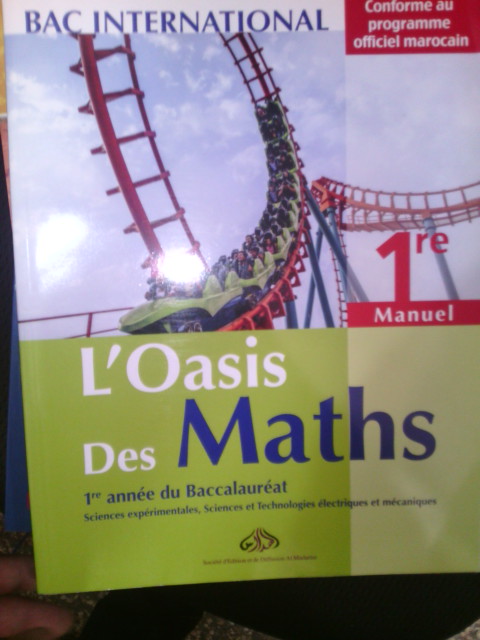 BAC INTERNATIONAL
Conforme au
programme
officiel marocain
1re
Manuel
L'Oasis
Des Maths
1re année du Baccalauréat
Sciences expérimentales, Sciences et Technologies électriques et mécaniques